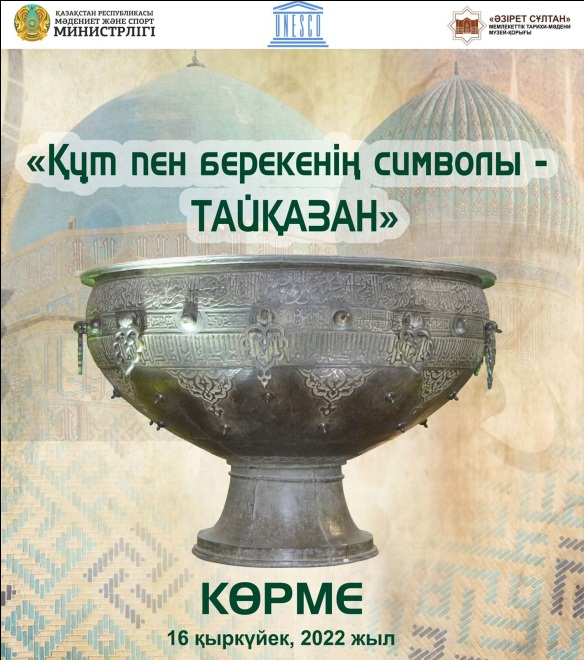 ҚАЗАҚСТАН РЕСПУБЛИКАСЫ
МӘДЕНИЕТ ЖӘНЕ СПОРТ
МИНИСТРЛІГІ
UNESCO
«ӘЗІРЕТ СҰЛТАН»
МЕМЛЕКЕТТІК ТАРИХИ-МӘДЕНИ
МУЗЕЙ-ҚОРЫҒЫ
«Құт пен берекенің символы -
ТАЙҚАЗАН»
КӨРМЕ
16 қыркүйек, 2022 жыл